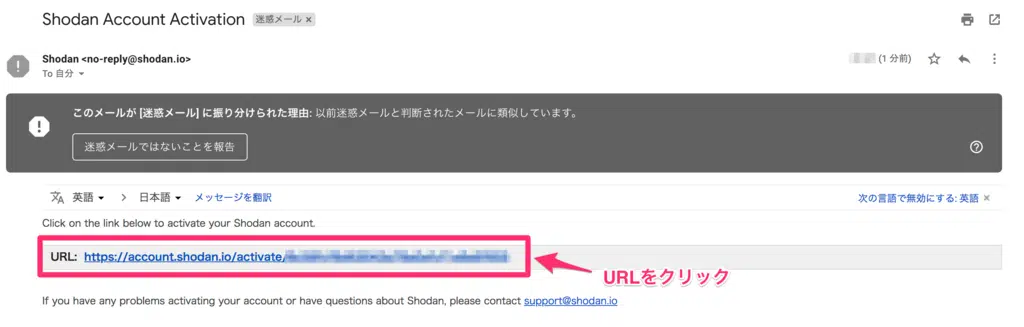 Shodan Account Activation 迷惑メール ×
Shodan <no-reply@shodan.io>
(1 分前)
To 自分
このメールが [迷惑メール] に振り分けられた理由: 以前迷惑メールと判断されたメールに類似しています。
迷惑メールではないことを報告
英語 > 日本語 メッセージを翻訳 次の言語で無効にする: 英語 ×
Click on the link below to activate your Shodan account.
URL: https://account.shodan.io/activate/
URLをクリック
If you have any problems activating your account or have questions about Shodan, please contact support@shodan.io